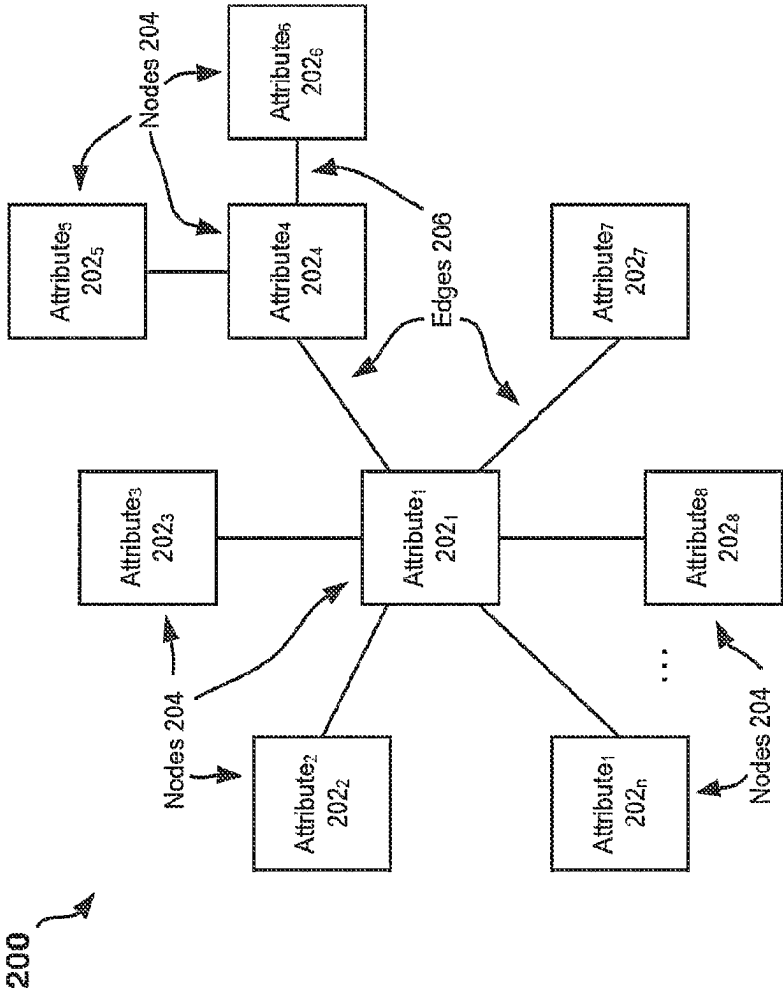 200
Attribute₅
202₅
Attribute₃
202₃
Nodes 204
Nodes 204
Attribute₂
202₂
Attribute₄
202₄
Attribute₆
202₆
Attribute₁
202₁
Edges 206
Attribute₁
202ₙ
Attribute₇
202₇
...
Attribute₈
202₈
Nodes 204